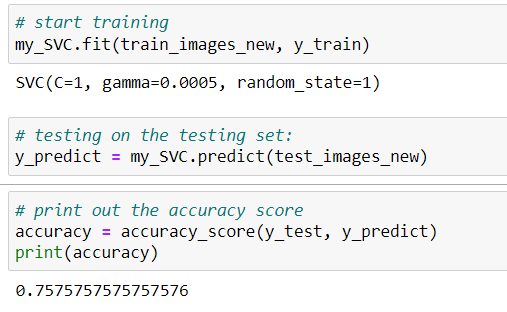 # start training
my_SVC.fit(train_images_new, y_train)
SVC(C=1, gamma=0.0005, random_state=1)
# testing on the testing set:
y_predict = my_SVC.predict(test_images_new)
# print out the accuracy score
accuracy = accuracy_score(y_test, y_predict)
print(accuracy)
0.7575757575757576